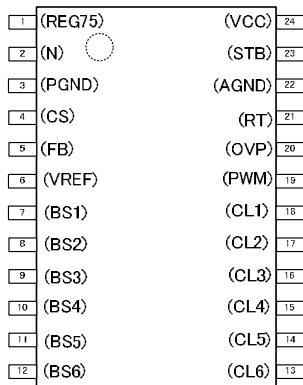 1 (REG75) (VCC) 24
2 (N) (STB) 23
3 (PGND) (AGND) 22
4 (CS) (RT) 21
5 (FB) (OVP) 20
6 (VREF) (PWM) 19
7 (BS1) (CL1) 18
8 (BS2) (CL2) 17
9 (BS3) (CL3) 16
10 (BS4) (CL4) 15
11 (BS5) (CL5) 14
12 (BS6) (CL6) 13